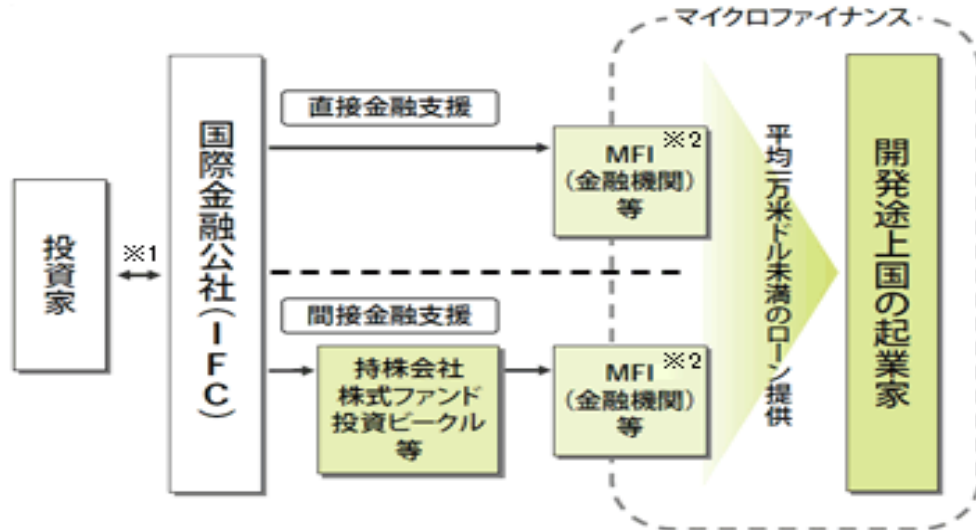 マイクロファイナンス
投資家
※1
国際金融公社(IFC)
直接金融支援
MFI※2
(金融機関)
等
間接金融支援
持株会社
株式ファンド
投資ビークル
等
MFI※2
(金融機関)
等
平均一万米ドル未満のローン提供
開発途上国の起業家